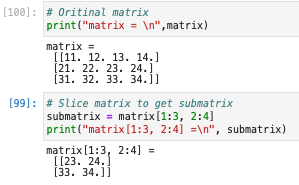 [100]: # Oritinal matrix
print("matrix = \n",matrix)
matrix =
[[11. 12. 13. 14.]
[21. 22. 23. 24.]
[31. 32. 33. 34.]]
[99]: # Slice matrix to get submatrix
submatrix = matrix[1:3, 2:4]
print("matrix[1:3, 2:4] =\n", submatrix)
matrix[1:3, 2:4] =
[[23. 24.]
[33. 34.]]